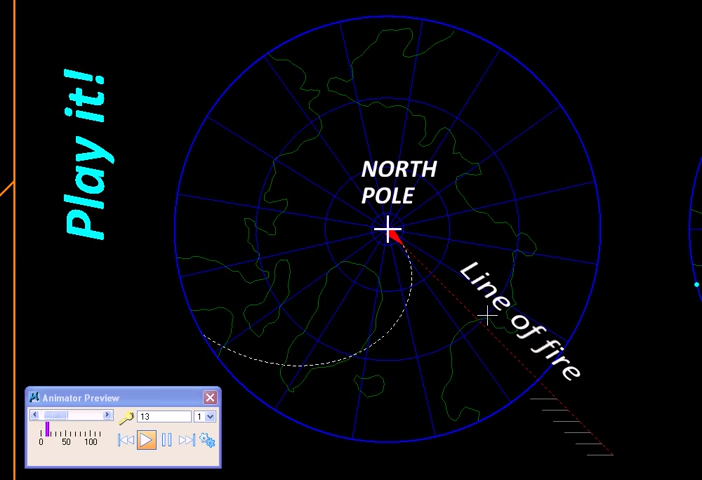 Play it!
NORTH
POLE
Line of fire
Animator Preview
13
1
0 50 100